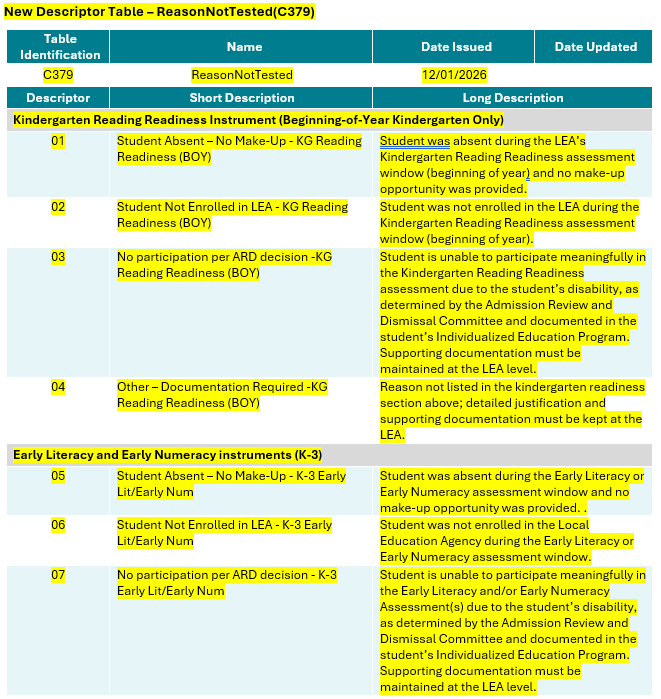 New Descriptor Table – ReasonNotTested(C379)
Table Identification Name Date Issued Date Updated
C379 ReasonNotTested 12/01/2026
Descriptor Short Description Long Description
Kindergarten Reading Readiness Instrument (Beginning-of-Year Kindergarten Only)
01
Student Absent – No Make-Up - KG Reading
Readiness (BOY)
Student was absent during the LEA's
Kindergarten Reading Readiness assessment
window (beginning of year) and no make-up
opportunity was provided.
02
Student Not Enrolled in LEA - KG Reading
Readiness (BOY)
Student was not enrolled in the LEA during the
Kindergarten Reading Readiness assessment
window (beginning of year).
03
No participation per ARD decision -KG
Reading Readiness (BOY)
Student is unable to participate meaningfully in
the Kindergarten Reading Readiness
assessment due to the student's disability, as
determined by the Admission Review and
Dismissal Committee and documented in the
student's Individualized Education Program.
Supporting documentation must be
maintained at the LEA level.
04
Other – Documentation Required -KG
Reading Readiness (BOY)
Reason not listed in the kindergarten readiness
section above; detailed justification and
supporting documentation must be kept at the
LEA.
Early Literacy and Early Numeracy instruments (K-3)
05
Student Absent – No Make-Up - K-3 Early
Lit/Early Num
Student was absent during the Early Literacy or
Early Numeracy assessment window and no
make-up opportunity was provided. .
06
Student Not Enrolled in LEA - K-3 Early
Lit/Early Num
Student was not enrolled in the Local
Education Agency during the Early Literacy or
Early Numeracy assessment window.
07
No participation per ARD decision - K-3
Early Lit/Early Num
Student is unable to participate meaningfully in
the Early Literacy and/or Early Numeracy
Assessment(s) due to the student's disability,
as determined by the Admission Review and
Dismissal Committee and documented in the
student's Individualized Education Program.
Supporting documentation must be
maintained at the LEA level.